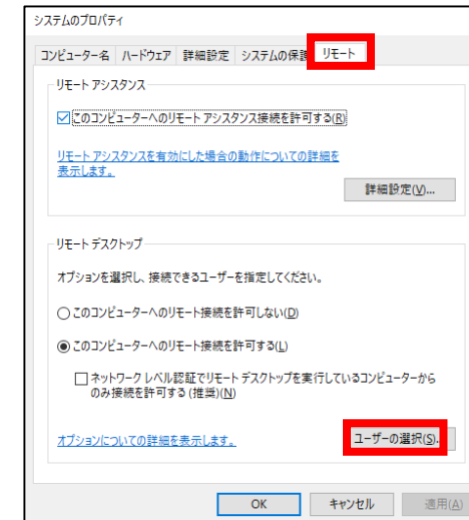 システムのプロパティ
コンピューター名 ハードウェア 詳細設定 システムの保護 リモート
リモート アシスタンス
このコンピューターへのリモート アシスタンス接続を許可する(R)
リモート アシスタンスを有効にした場合の動作についての詳細を
表示します。
詳細設定(V)...
リモート デスクトップ
オプションを選択し、接続できるユーザーを指定してください。
このコンピューターへのリモート接続を許可しない(D)
このコンピューターへのリモート接続を許可する(L)
ネットワーク レベル認証でリモート デスクトップを実行しているコンピューターから
のみ接続を許可する (推奨)(N)
オプションについての詳細を表示します。
ユーザーの選択(S)..
OK キャンセル 適用(A)